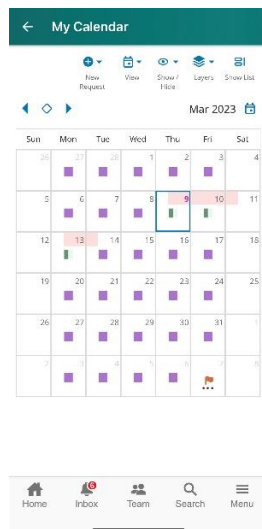 My Calendar
New Request
View
Show / Hide
Layers
Show List
Mar 2023
Sun Mon Tue Wed Thu Fri Sat
26 27 28 1 2 3 4
5 6 7 8 9 10 11
12 13 14 15 16 17 18
19 20 21 22 23 24 25
26 27 28 29 30 31 1
2 3 4 5 6 7 8
6
Home Inbox Team Search Menu